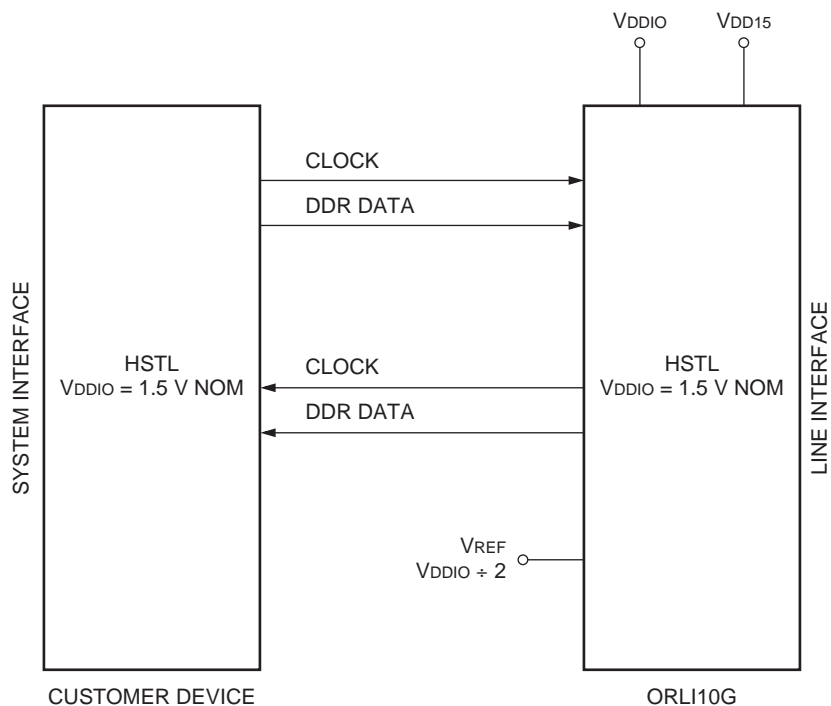 VDDIO
VDD15
CLOCK
DDR DATA
SYSTEM INTERFACE
HSTL
VDDIO = 1.5 V NOM
CLOCK
DDR DATA
HSTL
VDDIO = 1.5 V NOM
LINE INTERFACE
VREF
VDDIO ÷ 2
CUSTOMER DEVICE
ORLI10G